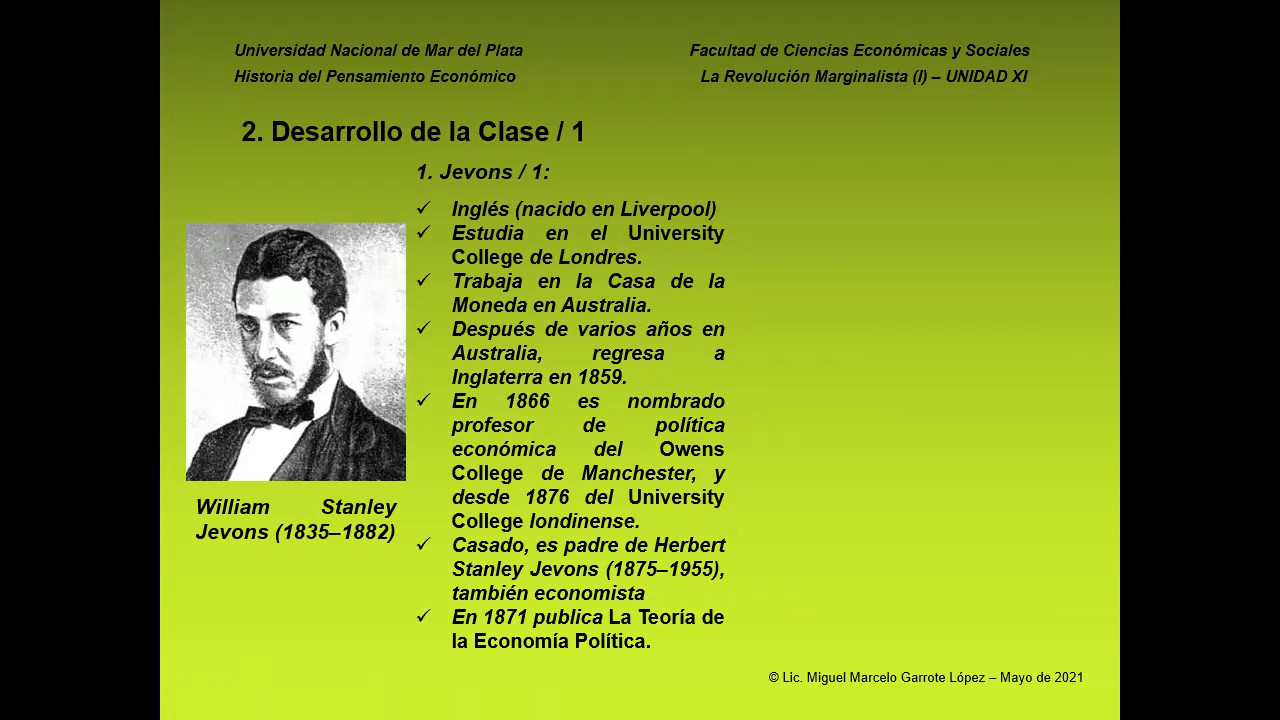 Universidad Nacional de Mar del Plata
Facultad de Ciencias Económicas y Sociales
Historia del Pensamiento Económico
La Revolución Marginalista (I) – UNIDAD XI
2. Desarrollo de la Clase / 1
1. Jevons / 1:
✓ Inglés (nacido en Liverpool)
✓ Estudia en el University
College de Londres.
✓ Trabaja en la Casa de la
Moneda en Australia.
✓ Después de varios años en
Australia, regresa a
Inglaterra en 1859.
✓ En 1866 es nombrado
profesor de política
económica del Owens
College de Manchester, y
desde 1876 del University
College londinense.
✓ Casado, es padre de Herbert
Stanley Jevons (1875–1955),
también economista
✓ En 1871 publica La Teoría de
la Economía Política.
William Stanley
Jevons (1835–1882)
© Lic. Miguel Marcelo Garrote López – Mayo de 2021